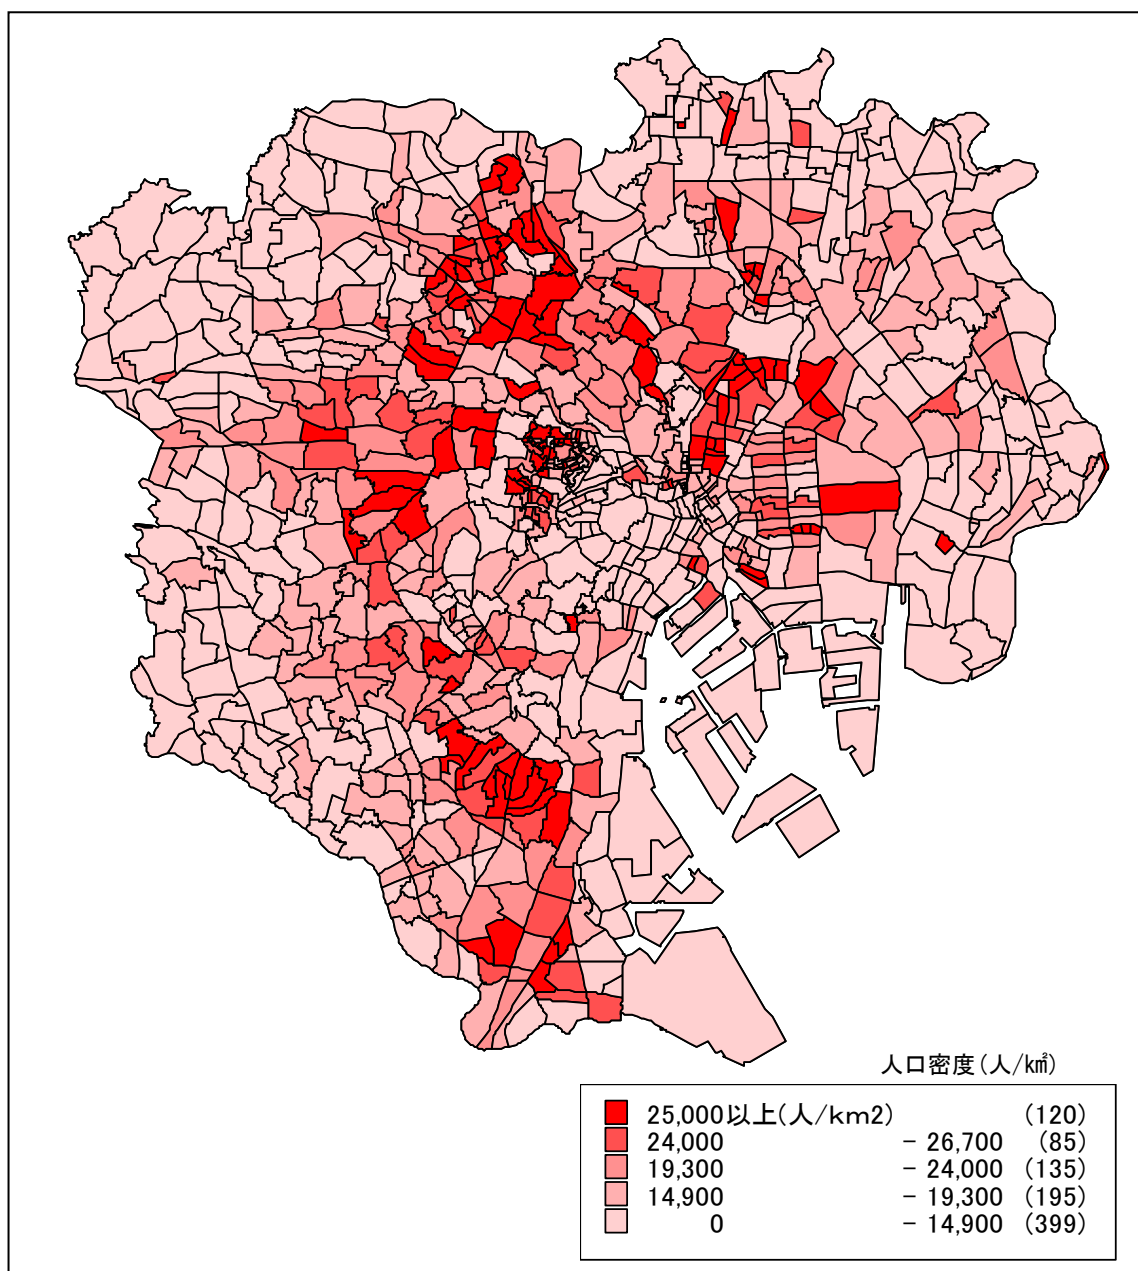 人口密度(人/k㎡)
25,000以上(人/km2) (120)
24,000 - 26,700 (85)
19,300 - 24,000 (135)
14,900 - 19,300 (195)
0 - 14,900 (399)